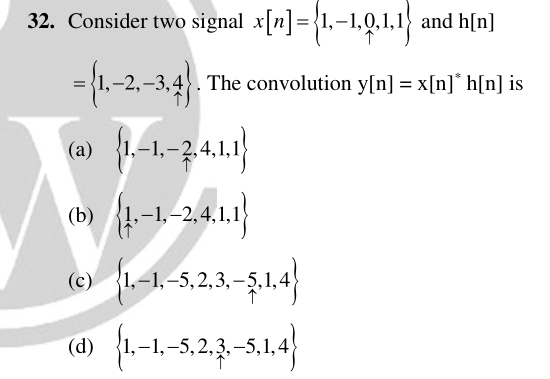 32. Consider two signal x[n] = {1,−1,0,1,1} and h[n]
↑
= {1,−2,−3,4}. The convolution y[n] = x[n]* h[n] is
↑
(a) {1,−1,−2,4,1,1}
↑
(b) {1,−1,−2,4,1,1}
↑
(c) {1,−1,−5,2,3,−5,1,4}
↑
(d) {1,−1,−5,2,3,−5,1,4}
↑